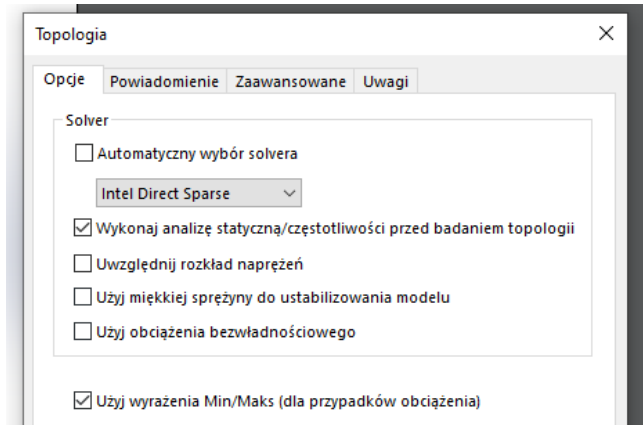 Topologia
Opcje Powiadomienie Zaawansowane Uwagi
Solver
Automatyczny wybór solvera
Intel Direct Sparse
Wykonaj analizę statyczną/częstotliwości przed badaniem topologii
Uwzględnij rozkład naprężeń
Użyj miękkiej sprężyny do ustabilizowania modelu
Użyj obciążenia bezwładnościowego
Użyj wyrażenia Min/Maks (dla przypadków obciążenia)